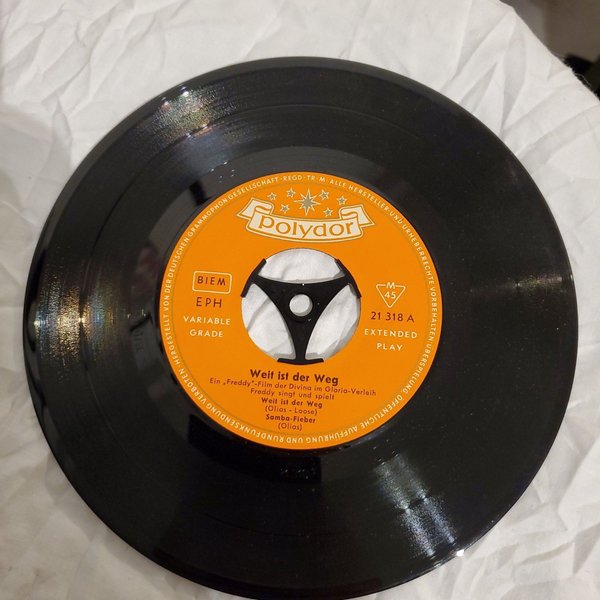 HERGESTELLT VON DER DEUTSCHEN GRAMMOPHON GESELLSCHAFT · REGD · TR · M · ALLE HERSTELLER- UND URHEBERRECHTE VORBEHALTEN
ÜBERSPIELUNG ÖFFENTLICHE AUFFÜHRUNG UND RUNDFUNKSENDUNG VERBOTEN
polydor
BIEM
EPH
VARIABLE
GRADE
M
45
21 318 A
EXTENDED
PLAY
Weit ist der Weg
Ein „Freddy"-Film der Divina im Gloria-Verleih
Freddy singt und spielt
Weit ist der Weg
(Olias - Loose)
Samba-Fieber
(Olias)